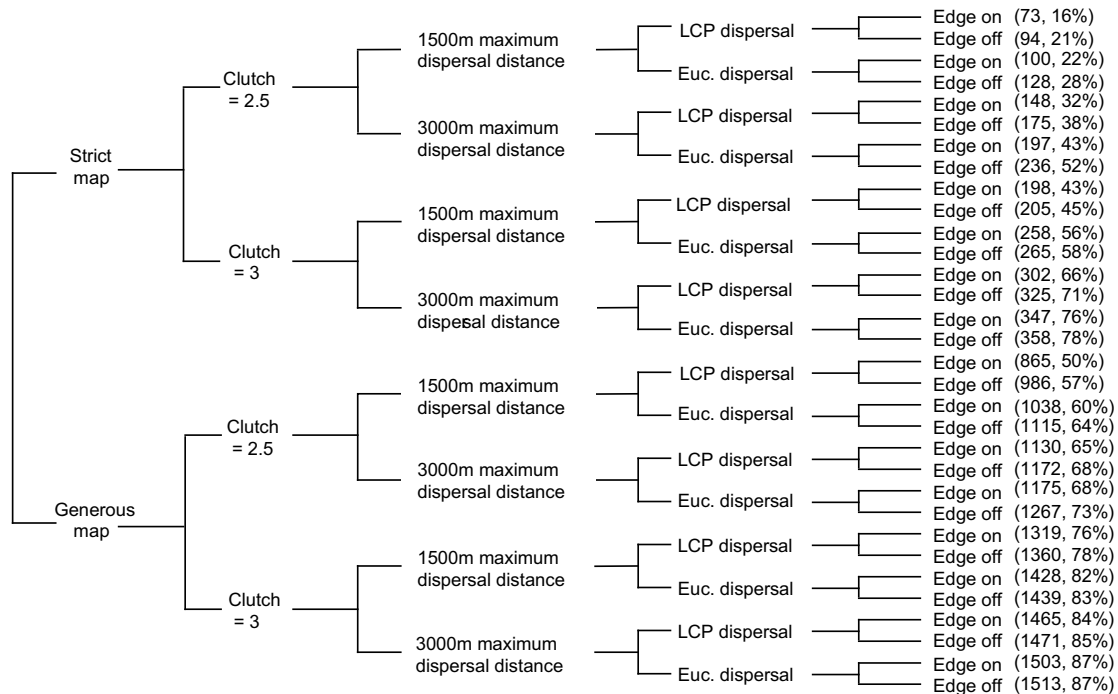 Edge on (73, 16%)
1500m maximum
dispersal distance
LCP dispersal
Edge off (94, 21%)
Clutch
= 2.5
Euc. dispersal
Edge on (100, 22%)
Edge off (128, 28%)
3000m maximum
dispersal distance
LCP dispersal
Edge on (148, 32%)
Edge off (175, 38%)
Strict
map
Euc. dispersal
Edge on (197, 43%)
Edge off (236, 52%)
1500m maximum
dispersal distance
LCP dispersal
Edge on (198, 43%)
Edge off (205, 45%)
Clutch
= 3
Euc. dispersal
Edge on (258, 56%)
Edge off (265, 58%)
3000m maximum
dispersal distance
LCP dispersal
Edge on (302, 66%)
Edge off (325, 71%)
Euc. dispersal
Edge on (347, 76%)
Edge off (358, 78%)
1500m maximum
dispersal distance
LCP dispersal
Edge on (865, 50%)
Edge off (986, 57%)
Clutch
= 2.5
Euc. dispersal
Edge on (1038, 60%)
Edge off (1115, 64%)
3000m maximum
dispersal distance
LCP dispersal
Edge on (1130, 65%)
Edge off (1172, 68%)
Generous
map
Euc. dispersal
Edge on (1175, 68%)
Edge off (1267, 73%)
1500m maximum
dispersal distance
LCP dispersal
Edge on (1319, 76%)
Edge off (1360, 78%)
Clutch
= 3
Euc. dispersal
Edge on (1428, 82%)
Edge off (1439, 83%)
3000m maximum
dispersal distance
LCP dispersal
Edge on (1465, 84%)
Edge off (1471, 85%)
Euc. dispersal
Edge on (1503, 87%)
Edge off (1513, 87%)